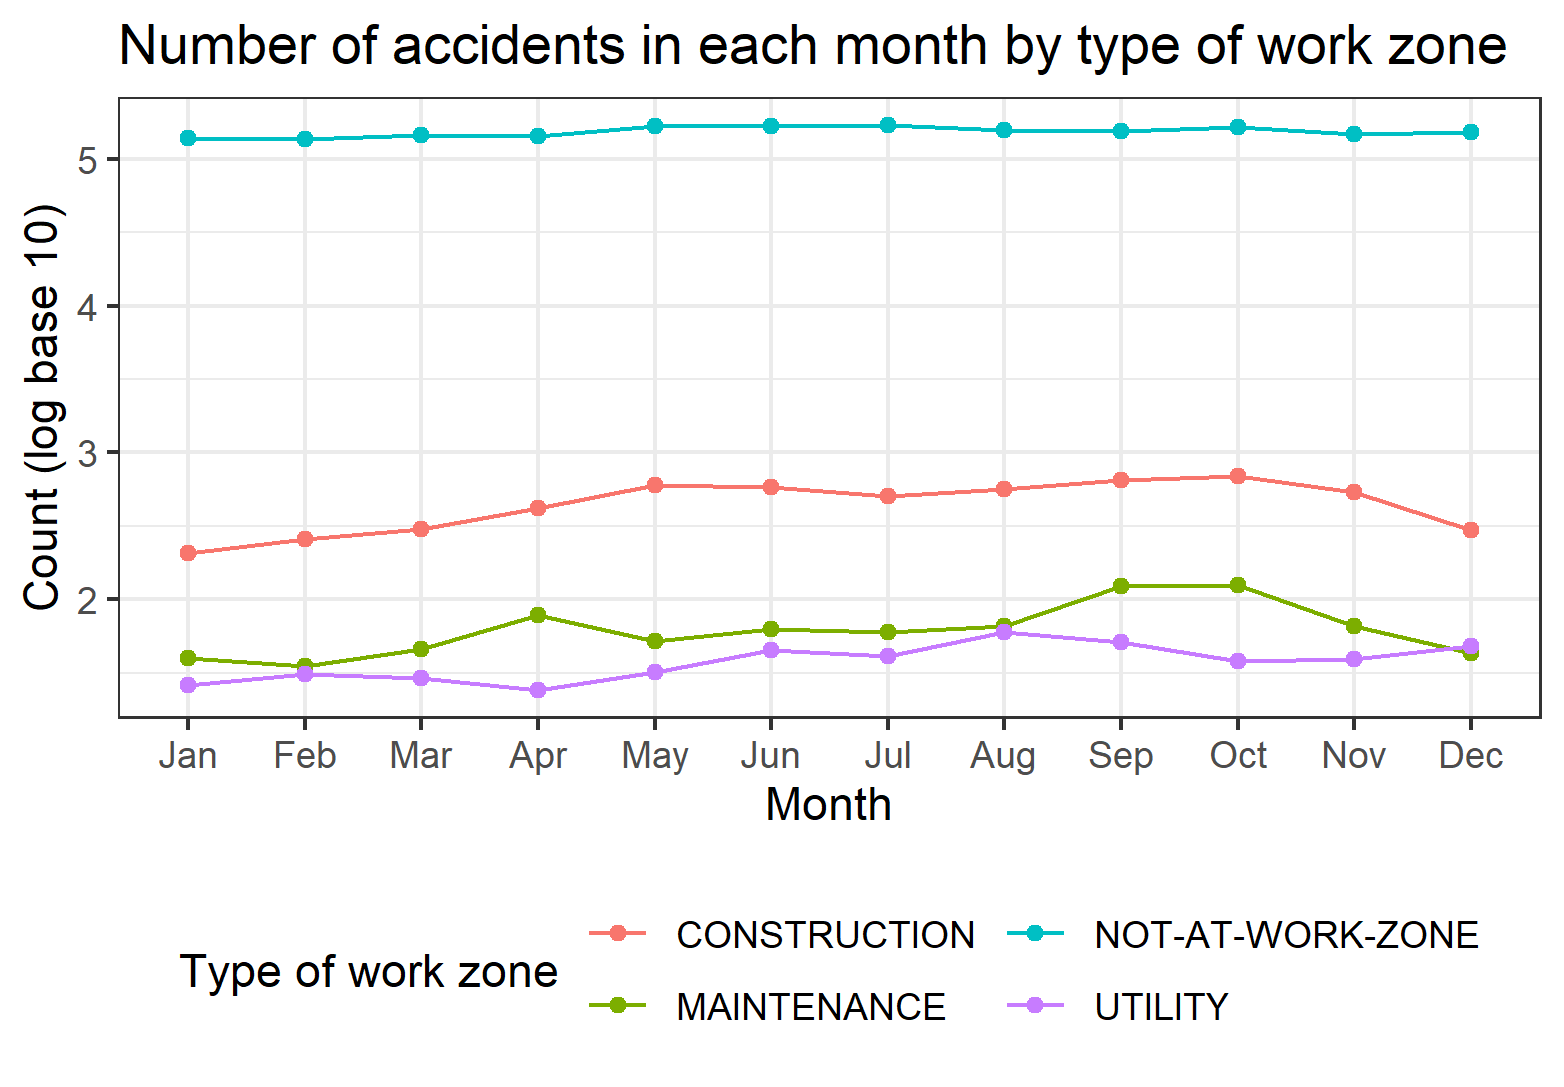 Number of accidents in each month by type of work zone
Count (log base 10)
5
4
3
2
Jan Feb Mar Apr May Jun Jul Aug Sep Oct Nov Dec
Month
Type of work zone
CONSTRUCTION NOT-AT-WORK-ZONE
MAINTENANCE UTILITY